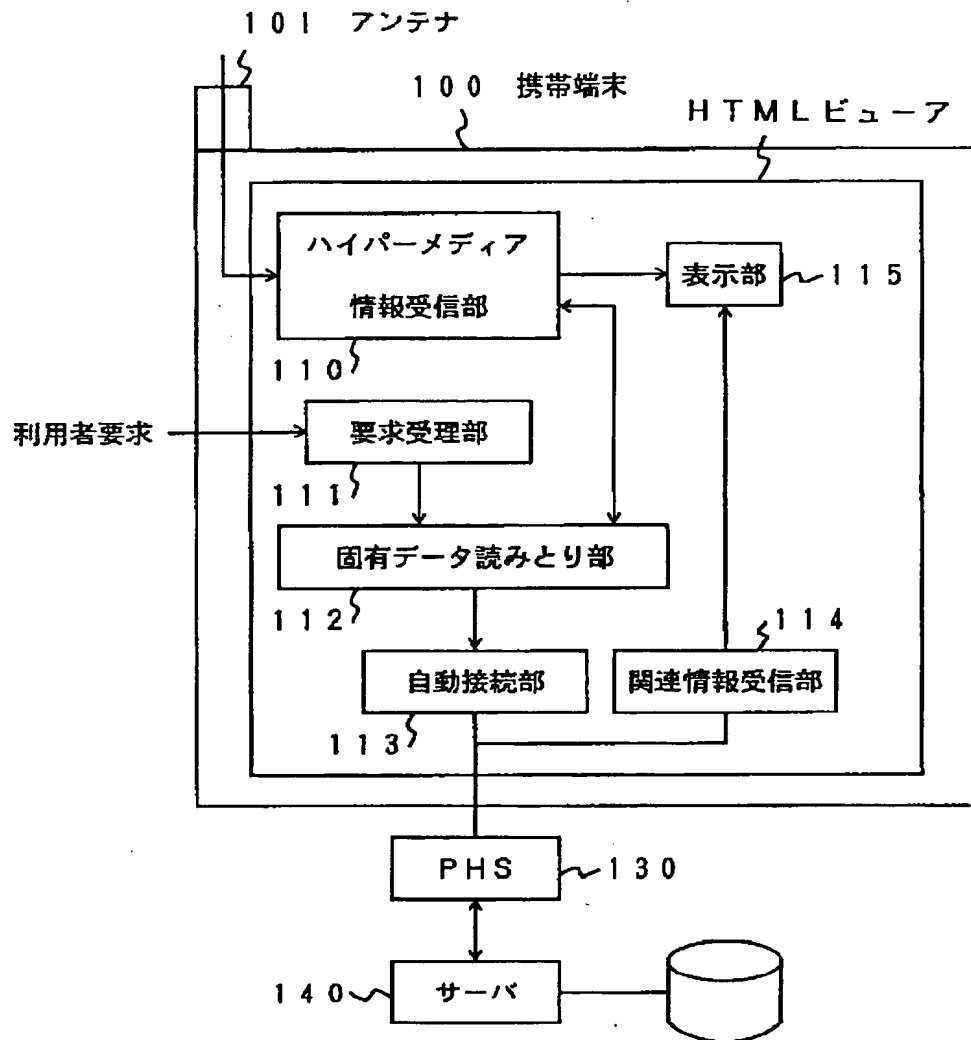 １０１ アンテナ
１００ 携帯端末
ＨＴＭＬビューア
ハイパーメディア
情報受信部
１１０
表示部
１１５
利用者要求
要求受理部
１１１
固有データ読みとり部
１１２
１１４
自動接続部
関連情報受信部
１１３
ＰＨＳ
１３０
１４０
サーバ